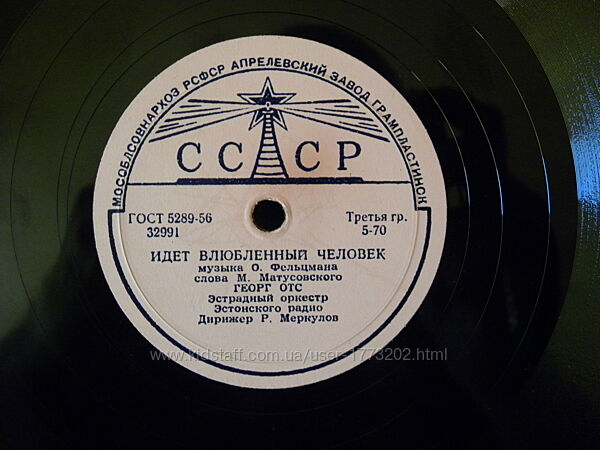 МОСОБЛСОВНАРХОЗ РСФСР АПРЕЛЕВСКИЙ ЗАВОД ГРАМПЛАСТИНОК
СССР
ГОСТ 5289-56 Третья гр.
32991 5-70
ИДЕТ ВЛЮБЛЕННЫЙ ЧЕЛОВЕК
музыка О. Фельцмана
слова М. Матусовского
ГЕОРГ ОТС
Эстрадный оркестр
Эстонского радио
Дирижер Р. Меркулов
www.kidstaff.com.ua/user-1773202.html